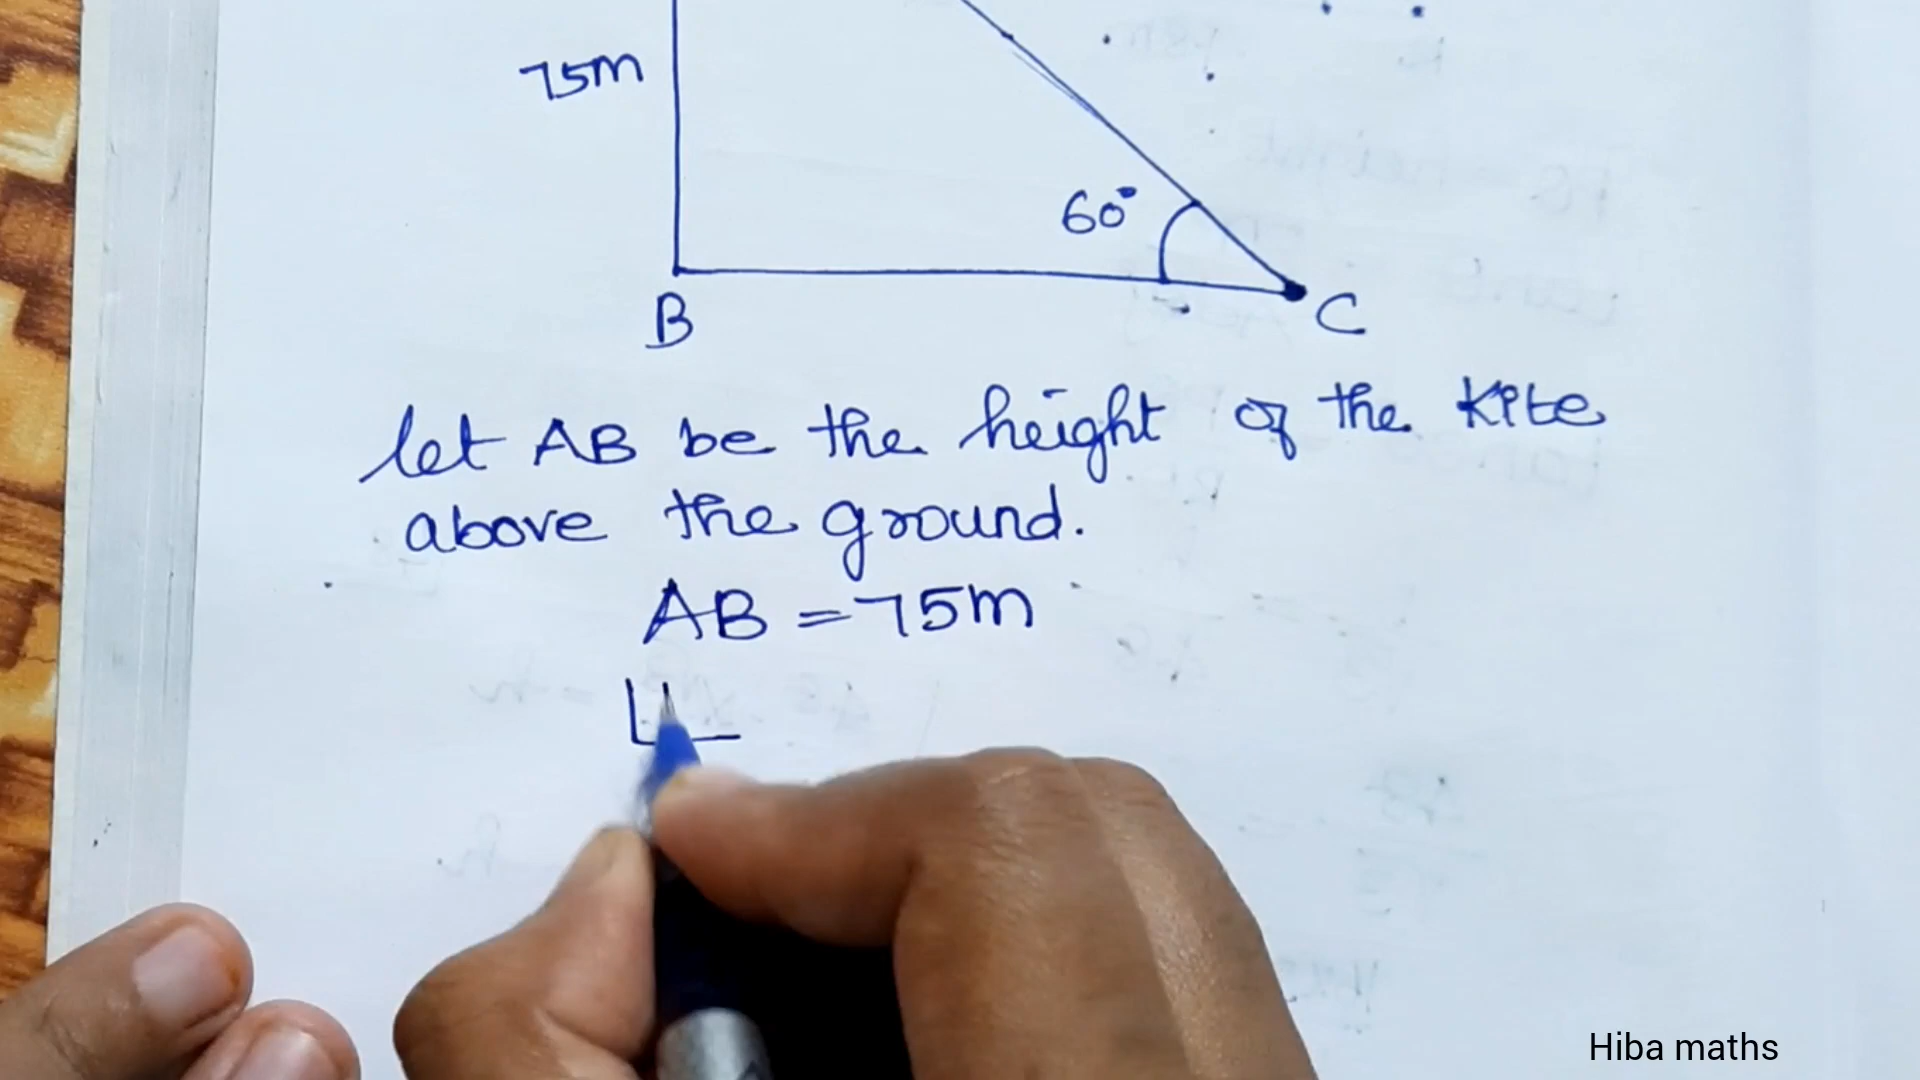 75m
60°
B
C
let AB be the height of the kite
above the ground.
AB = 75m
Hiba maths